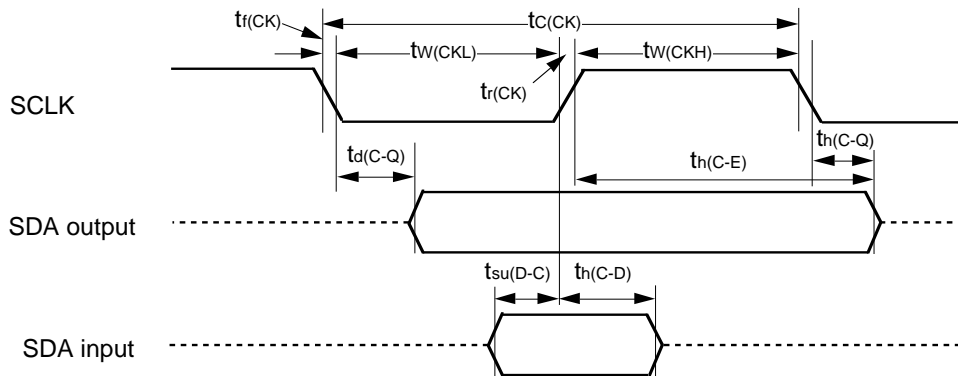 tf(CK)
tC(CK)
tW(CKL)
tW(CKH)
tr(CK)
SCLK
td(C-Q)
th(C-E)
th(C-Q)
SDA output
tsu(D-C)
th(C-D)
SDA input